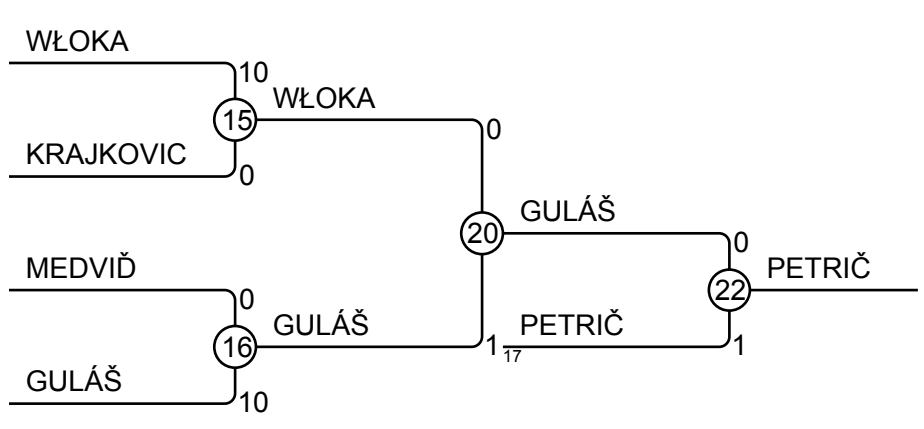 WŁOKA
10
15
WŁOKA
KRAJKOVIC
0
0
20
GULÁŠ
MEDVIĎ
0
16
GULÁŠ
1
GULÁŠ
10
0
22
PETRIČ
17
PETRIČ
1